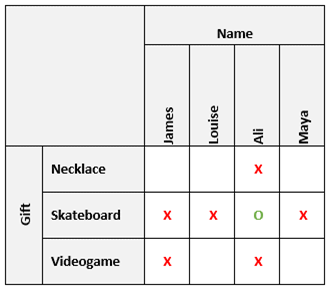 Name
James Louise Ali Maya
Gift
Necklace X
Skateboard X X O X
Videogame X X